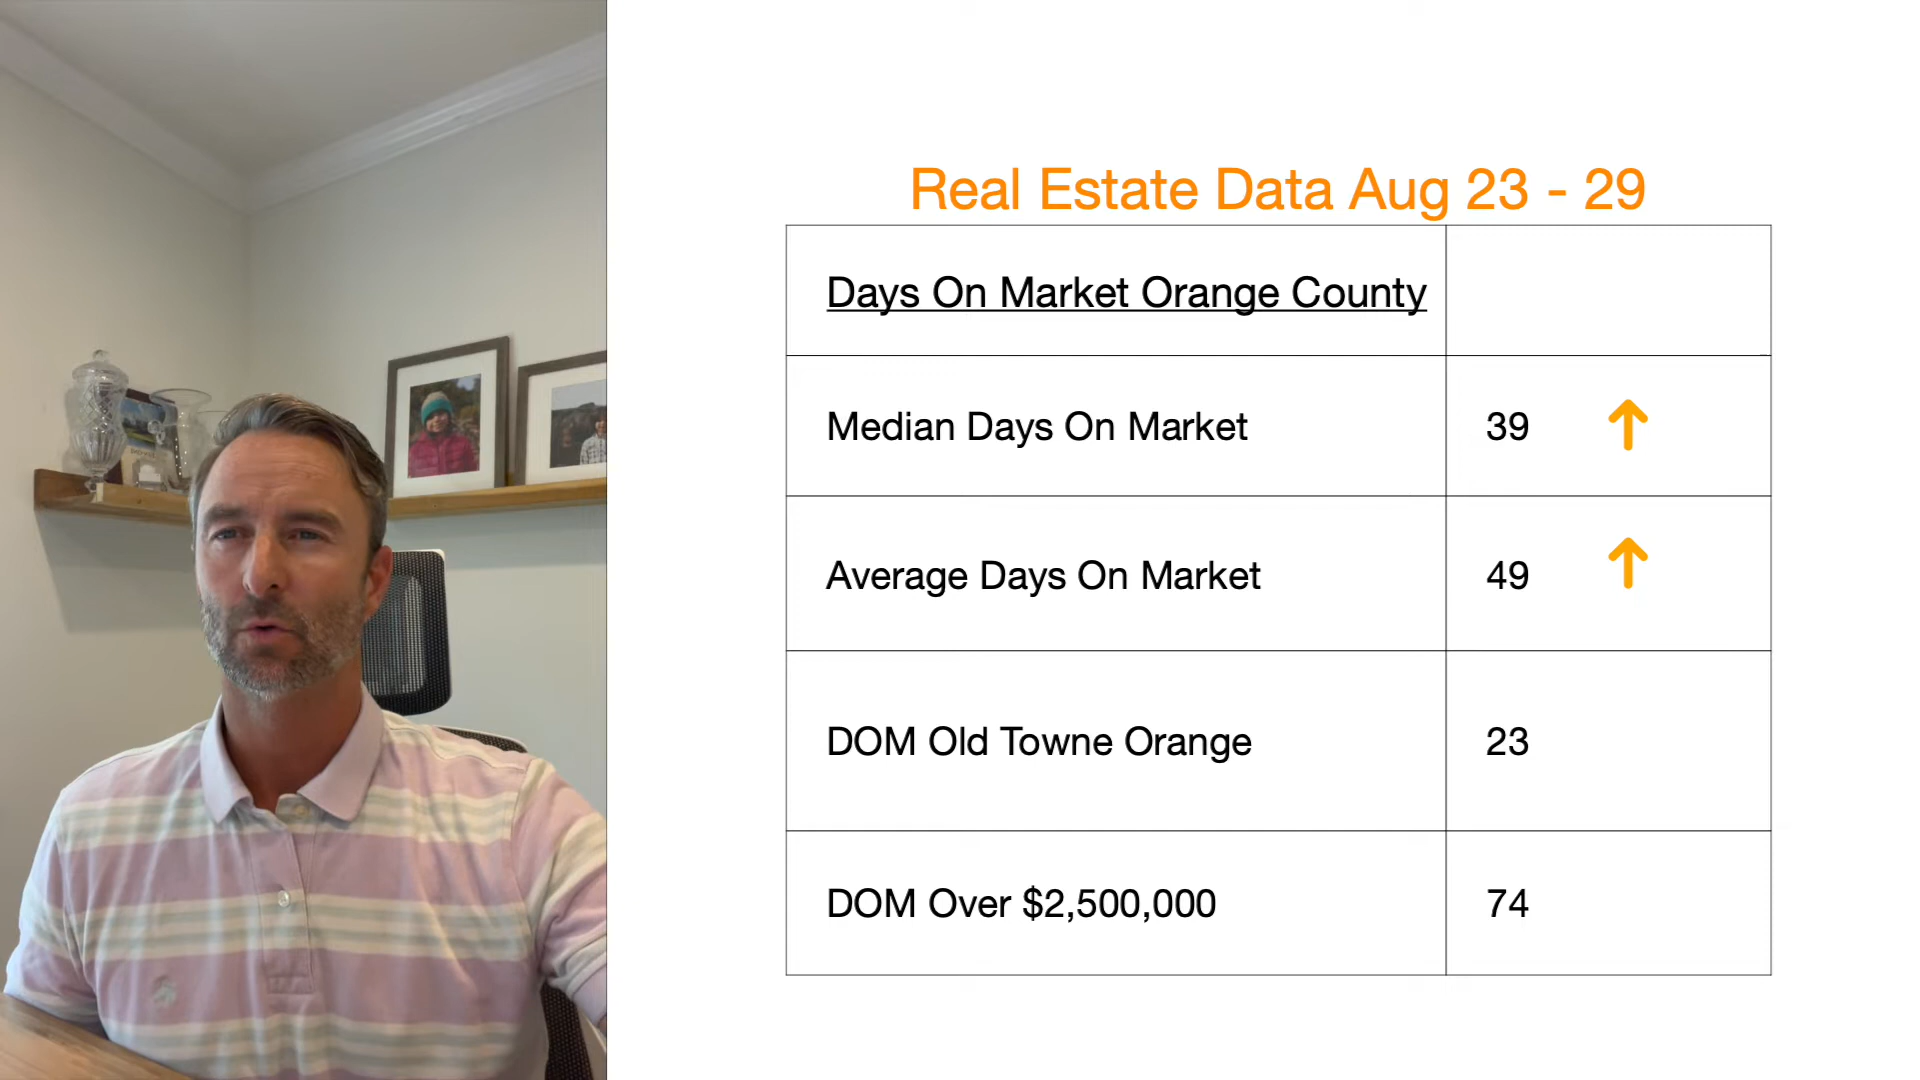 Real Estate Data Aug 23 - 29
Days On Market Orange County
Median Days On Market 39 ↑
Average Days On Market 49 ↑
DOM Old Towne Orange 23
DOM Over $2,500,000 74